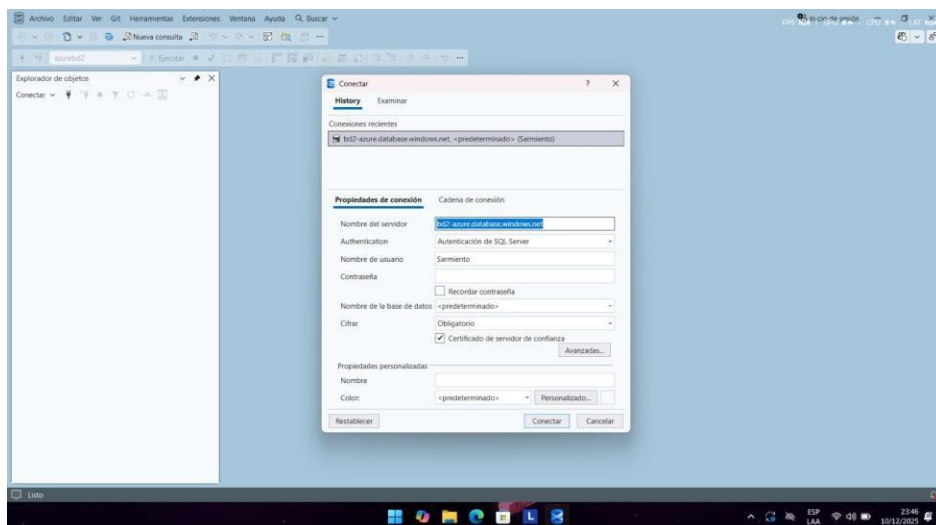 Archivo Editar Ver Git Herramientas Extensiones Ventana Ayuda Buscar
Inicio de sesión
Nueva consulta
azurebd2 Ejecutar
Explorador de objetos
Conectar
Conectar ?
History Examinar
Conexiones recientes
bd2-azure.database.windows.net, <predeterminado> (Sarmiento)
Propiedades de conexión Cadena de conexión
Nombre del servidor bd2-azure.database.windows.net
Authentication Autenticación de SQL Server
Nombre de usuario Sarmiento
Contraseña
Recordar contraseña
Nombre de la base de datos <predeterminado>
Cifrar Obligatorio
Certificado de servidor de confianza
Avanzadas...
Propiedades personalizadas
Nombre
Color: <predeterminado> Personalizado...
Restablecer Conectar Cancelar
Listo
ESP 23:46
LAA 10/12/2025